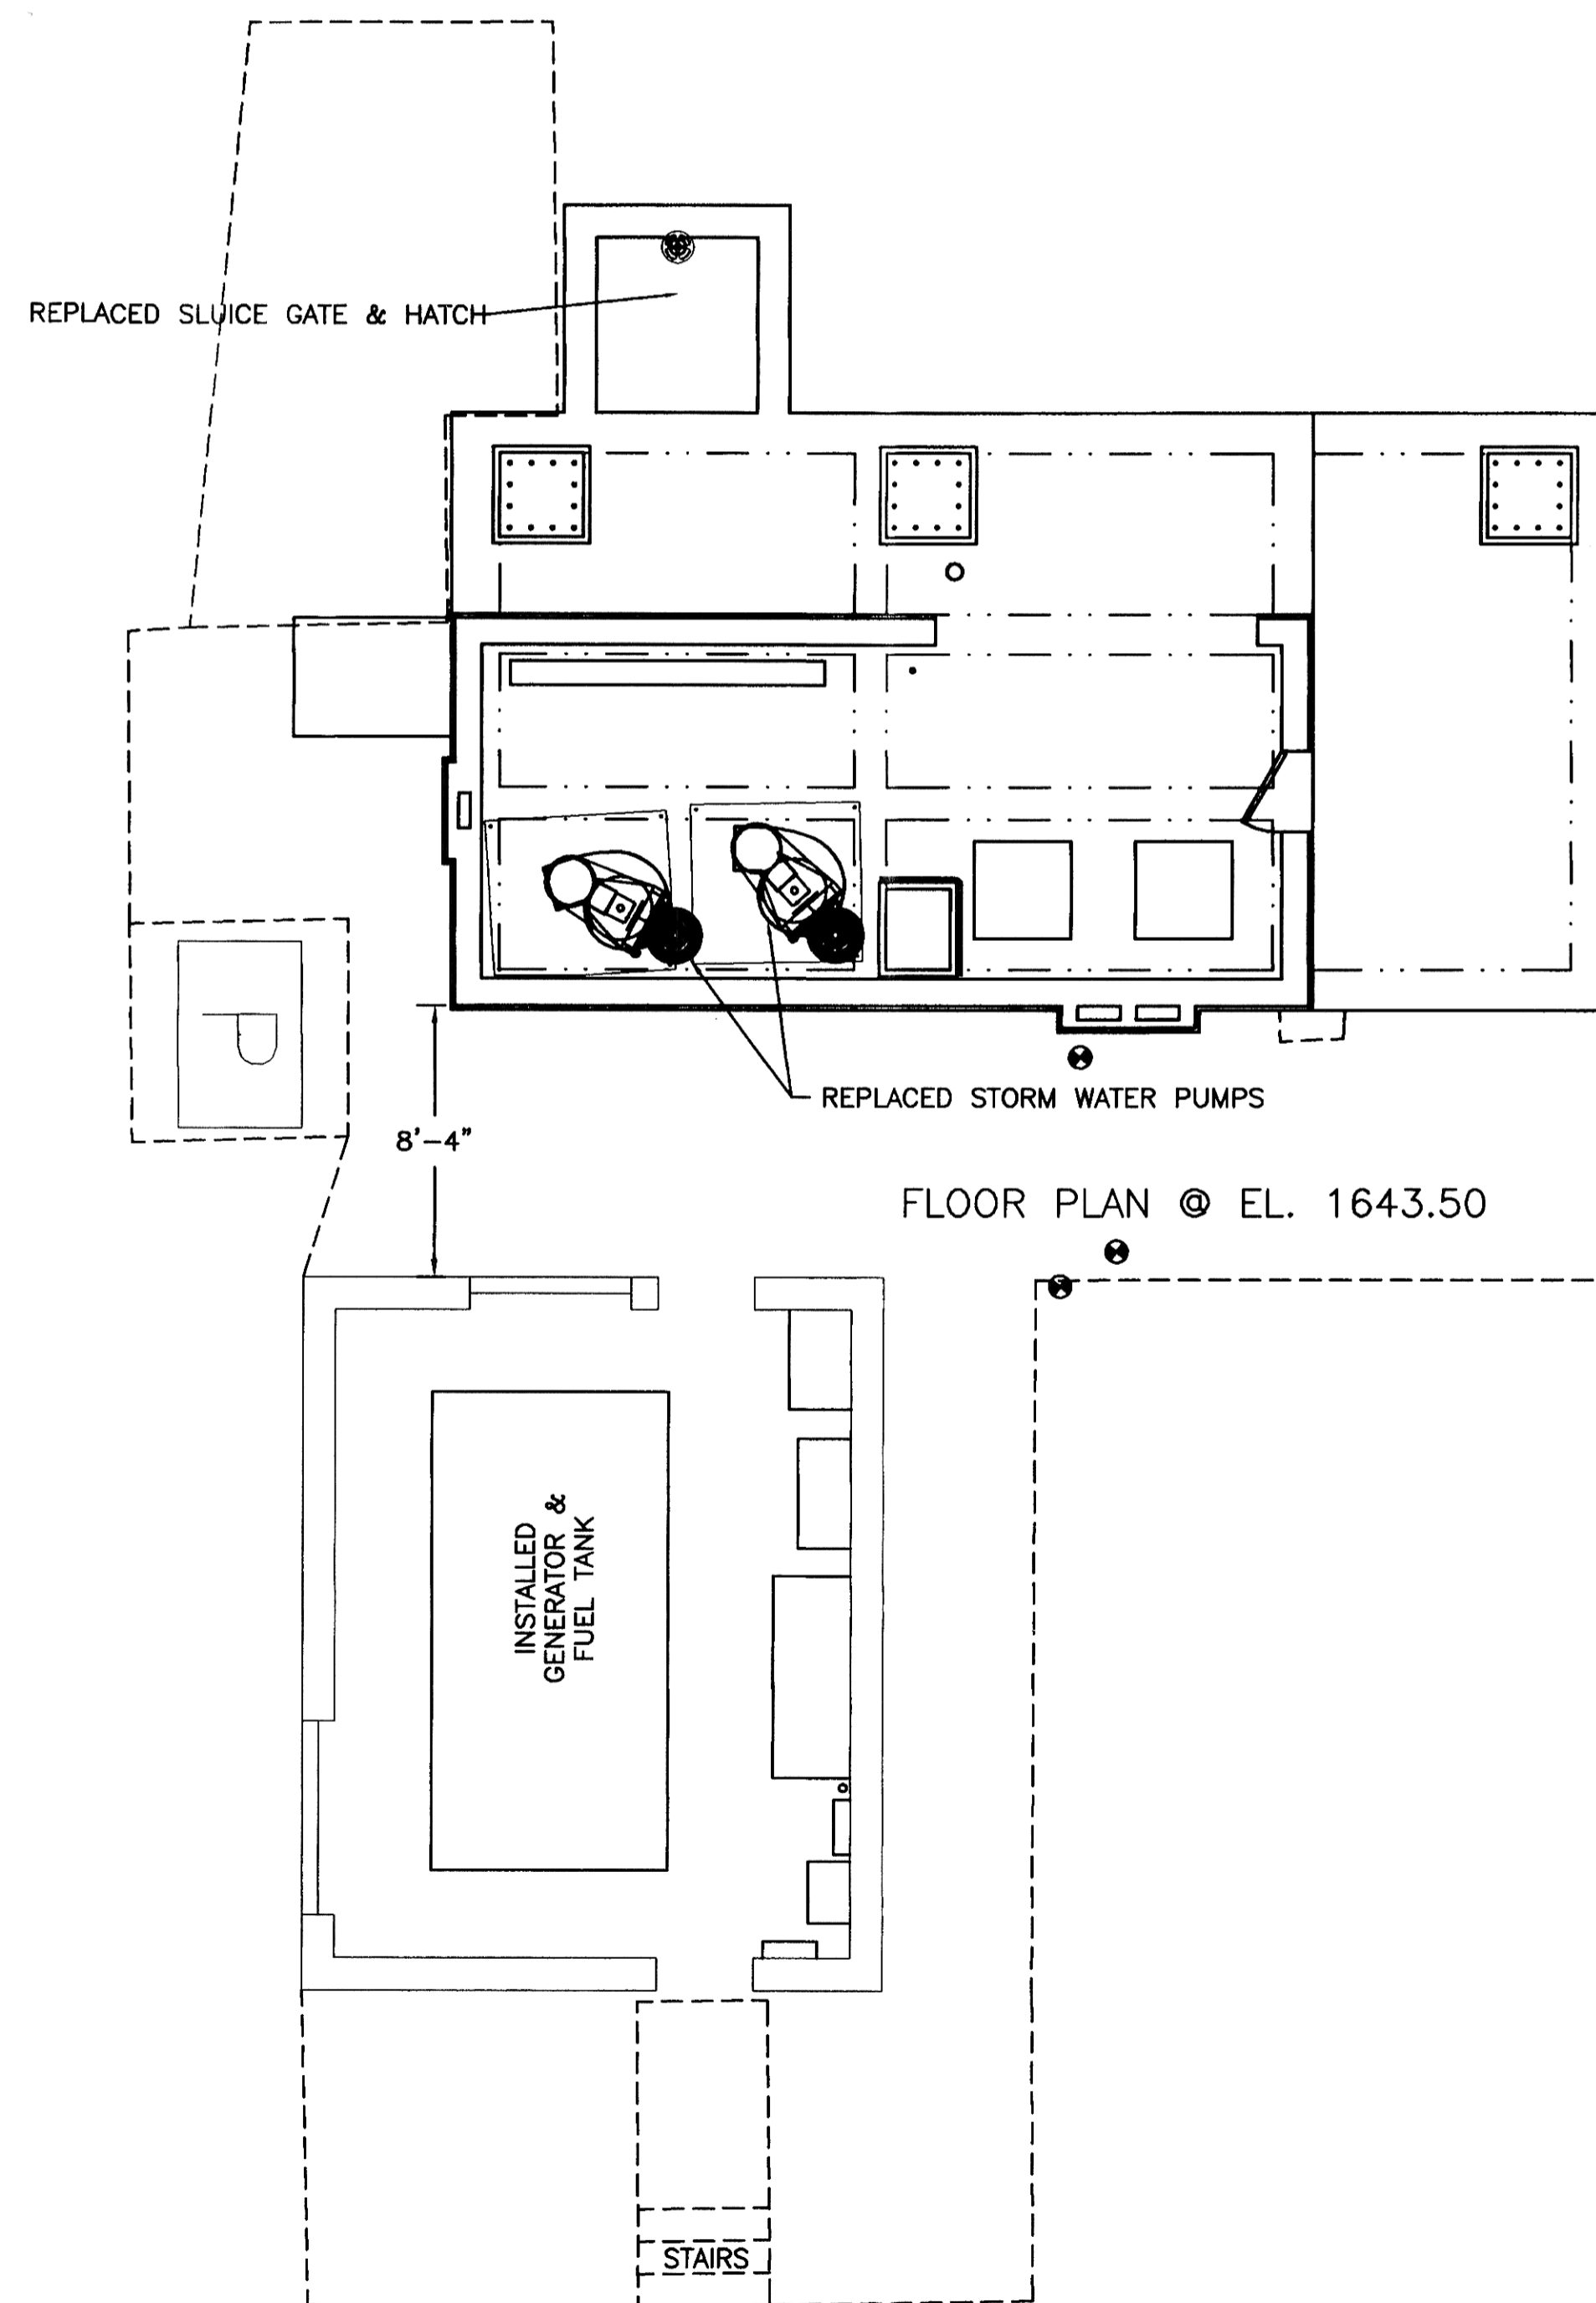 REPLACED SLUICE GATE & HATCH
REPLACED STORM WATER PUMPS
8'-4"
FLOOR PLAN @ EL. 1643.50
INSTALLED
GENERATOR &
FUEL TANK
STAIRS